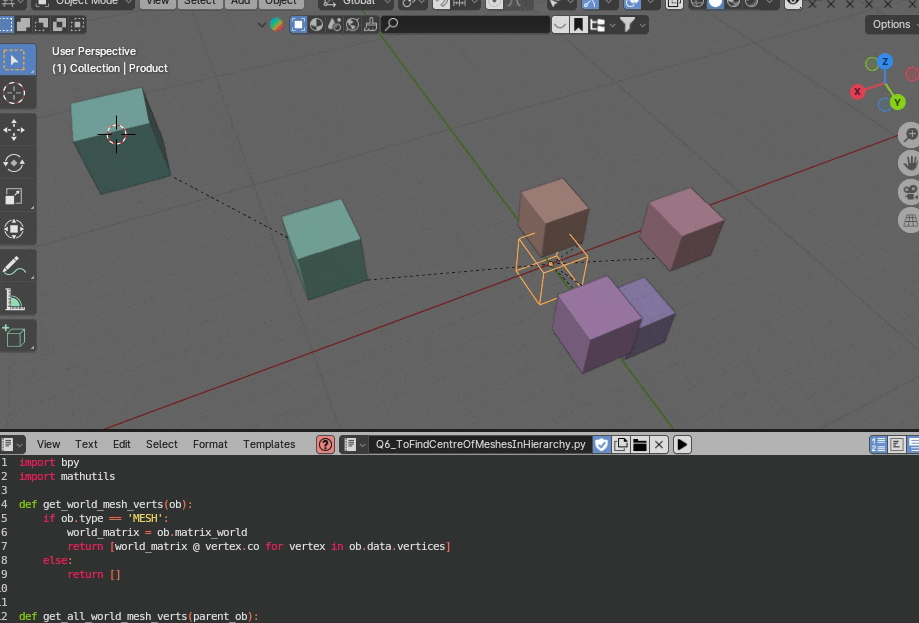 Object Mode View Select Add Object Global
Options
User Perspective
(1) Collection | Product
Z
X
Y
View Text Edit Select Format Templates Q6_ToFindCentreOfMeshesInHierarchy.py
1 import bpy
2 import mathutils
3
4 def get_world_mesh_verts(ob):
5 if ob.type == 'MESH':
6 world_matrix = ob.matrix_world
7 return [world_matrix @ vertex.co for vertex in ob.data.vertices]
8 else:
9 return []
0
1
2 def get_all_world_mesh_verts(parent_ob):